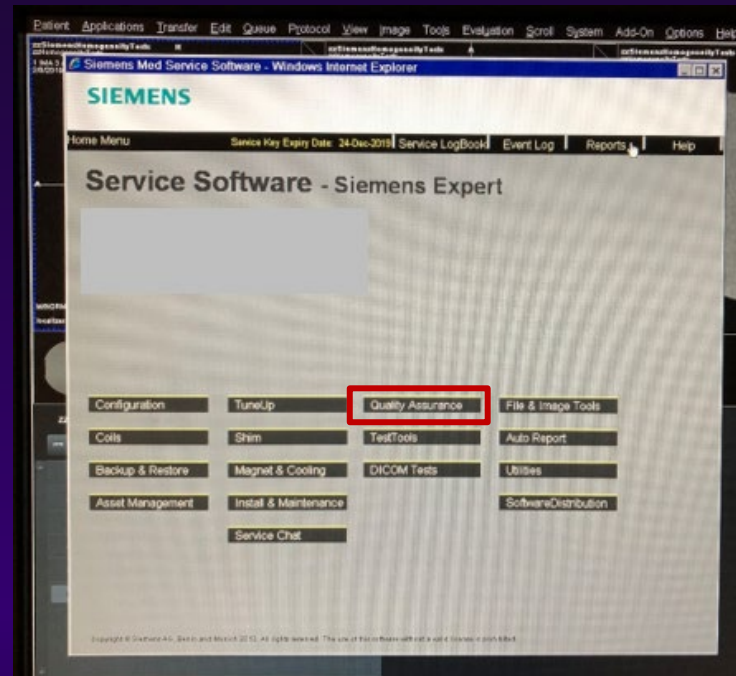 Patient Applications Transfer Edit Queue Protocol View Image Tools Evaluation Scroll System Add-On Options Help
Siemens Med Service Software - Windows Internet Explorer
SIEMENS
Home Menu Service Key Expiry Date: 24-Dec-2019 Service LogBook Event Log Reports Help
Service Software - Siemens Expert
Configuration TuneUp Quality Assurance File & Image Tools
Coils Shim TestTools Auto Report
Backup & Restore Magnet & Cooling DICOM Tests Utilities
Asset Management Install & Maintenance SoftwareDistribution
Service Chat